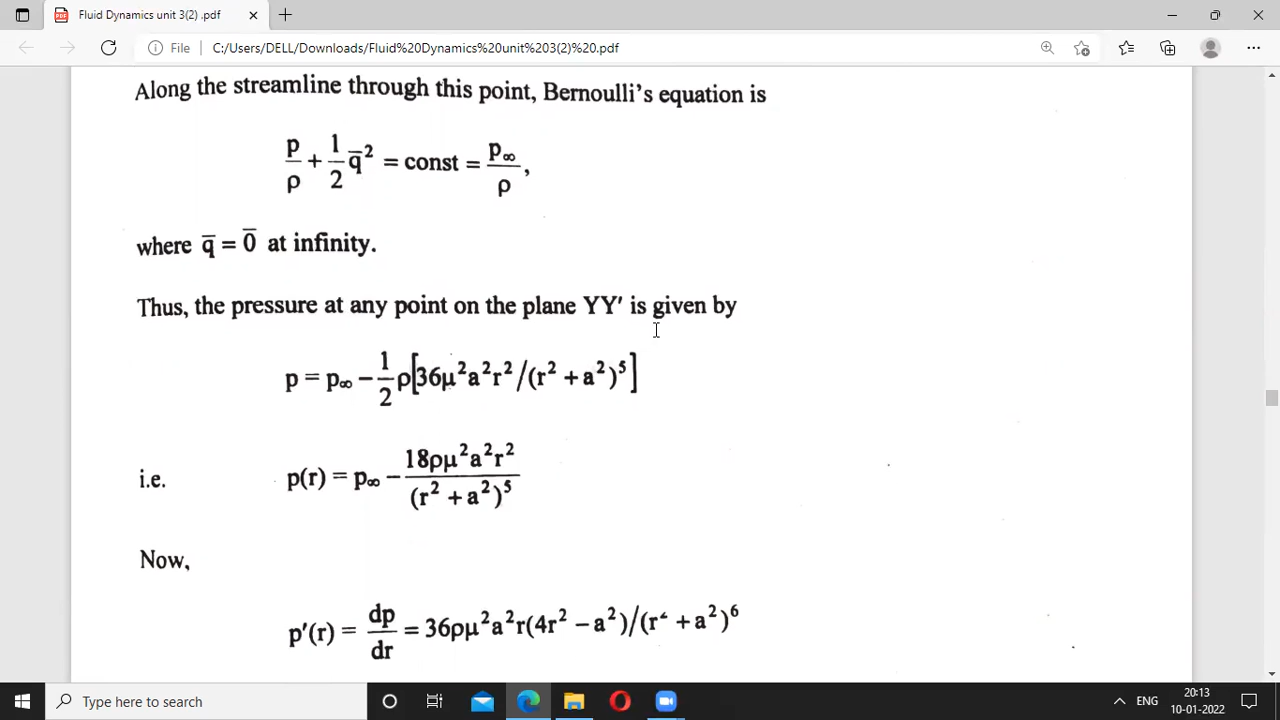 Fluid Dynamics unit 3(2) .pdf
File C:/Users/DELL/Downloads/Fluid%20Dynamics%20unit%203(2)%20.pdf
Along the streamline through this point, Bernoulli's equation is
p/ρ + 1/2 q̄² = const = p∞/ρ,
where q̄ = 0̄ at infinity.
Thus, the pressure at any point on the plane YY′ is given by
p = p∞ − 1/2 ρ[36μ²a²r²/(r² + a²)⁵]
i.e. p(r) = p∞ − 18ρμ²a²r²/(r² + a²)⁵
Now,
p′(r) = dp/dr = 36ρμ²a²r(4r² − a²)/(r² + a²)⁶
Type here to search
ENG
20:13
10-01-2022